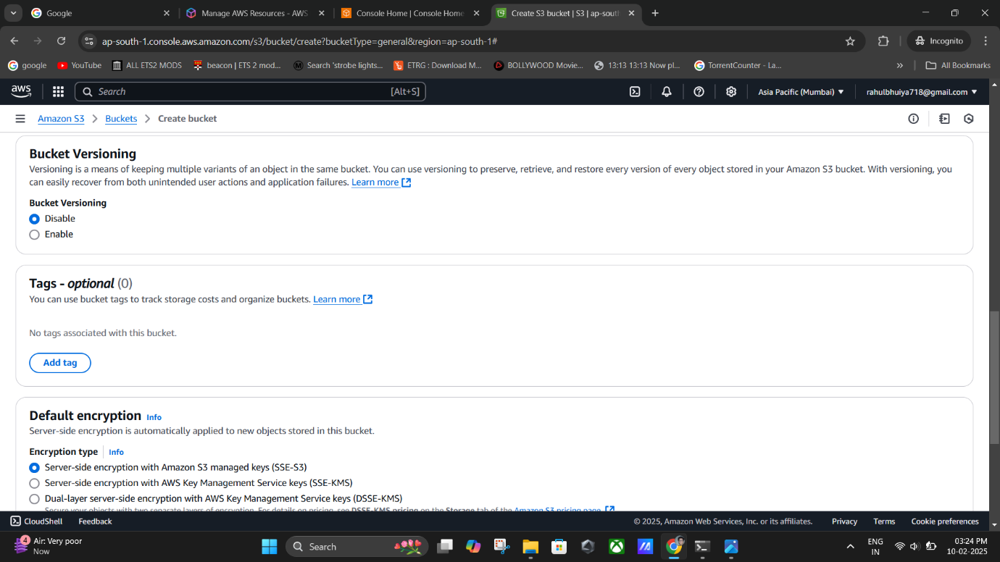 Google
Manage AWS Resources - AWS
Console Home | Console Home
Create S3 bucket | S3 | ap-south
ap-south-1.console.aws.amazon.com/s3/bucket/create?bucketType=general&region=ap-south-1#
Incognito
google
YouTube
ALL ETS2 MODS
beacon | ETS 2 mod...
Search 'strobe lights...
ETRG : Download M...
BOLLYWOOD Movie...
13:13 13:13 Now pl...
TorrentCounter - La...
All Bookmarks
aws
Search
[Alt+S]
Asia Pacific (Mumbai)
rahulbhuiya718@gmail.com
Amazon S3
Buckets
Create bucket
Bucket Versioning
Versioning is a means of keeping multiple variants of an object in the same bucket. You can use versioning to preserve, retrieve, and restore every version of every object stored in your Amazon S3 bucket. With versioning, you
can easily recover from both unintended user actions and application failures. Learn more
Bucket Versioning
Disable
Enable
Tags - optional (0)
You can use bucket tags to track storage costs and organize buckets. Learn more
No tags associated with this bucket.
Add tag
Default encryption Info
Server-side encryption is automatically applied to new objects stored in this bucket.
Encryption type Info
Server-side encryption with Amazon S3 managed keys (SSE-S3)
Server-side encryption with AWS Key Management Service keys (SSE-KMS)
Dual-layer server-side encryption with AWS Key Management Service keys (DSSE-KMS)
Secure your objects with two separate layers of encryption. For details on pricing, see DSSE-KMS pricing on the Storage tab of the Amazon S3 pricing page.
CloudShell
Feedback
© 2025, Amazon Web Services, Inc. or its affiliates.
Privacy
Terms
Cookie preferences
4
Air: Very poor
Now
Search
ENG
IN
03:24 PM
10-02-2025